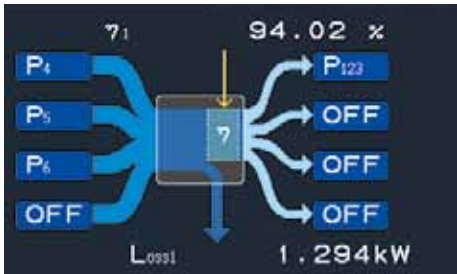 η1 94.02 %
P4 P123
P5 OFF
η
P6 OFF
OFF OFF
Loss1 1.294kW